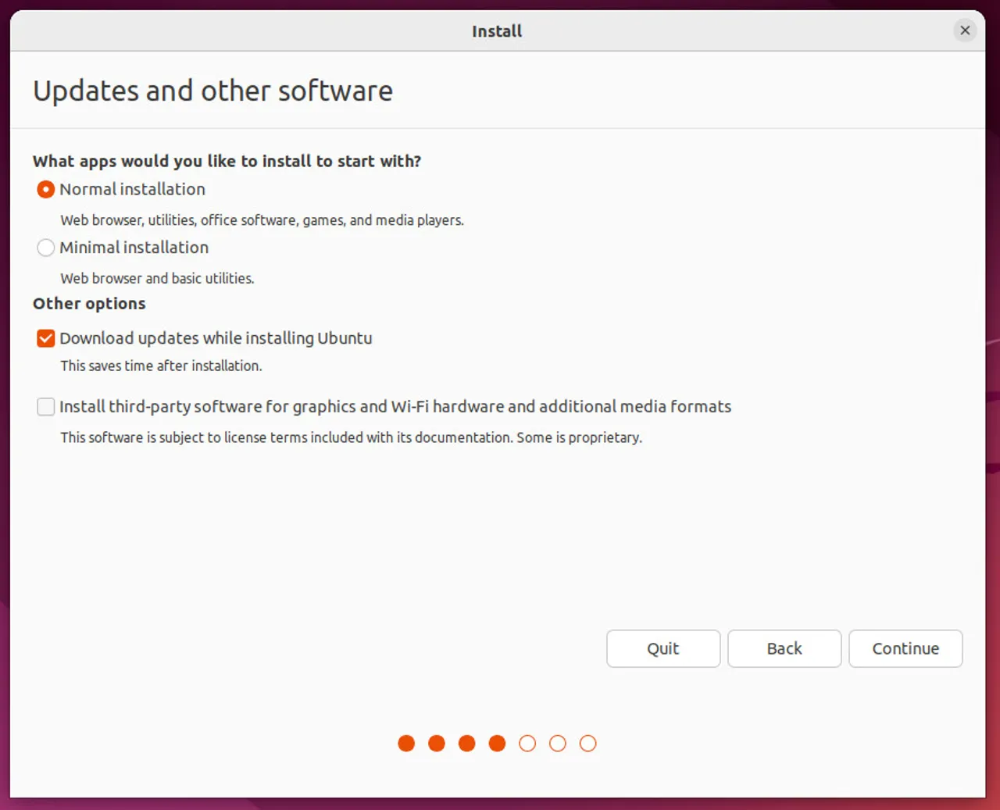 Install
Updates and other software
What apps would you like to install to start with?
Normal installation
Web browser, utilities, office software, games, and media players.
Minimal installation
Web browser and basic utilities.
Other options
Download updates while installing Ubuntu
This saves time after installation.
Install third-party software for graphics and Wi-Fi hardware and additional media formats
This software is subject to license terms included with its documentation. Some is proprietary.
Quit Back Continue